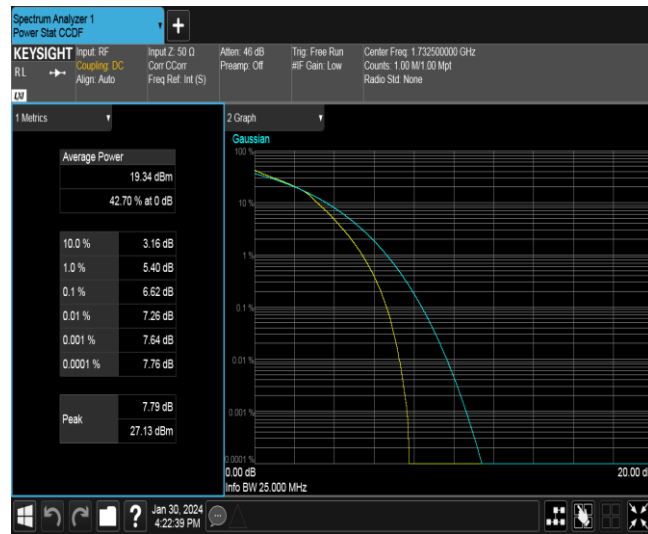 Spectrum Analyzer 1
Power Stat CCDF
+
KEYSIGHT
RL
LXI
Input: RF
Coupling: DC
Align: Auto
Input Z: 50 Ω
Corr CCorr
Freq Ref: Int (S)
Atten: 46 dB
Preamp: Off
Trig: Free Run
#IF Gain: Low
Center Freq: 1.732500000 GHz
Counts: 1.00 M/1.00 Mpt
Radio Std: None
1 Metrics
Average Power
19.34 dBm
42.70 % at 0 dB
10.0 % 3.16 dB
1.0 % 5.40 dB
0.1 % 6.62 dB
0.01 % 7.26 dB
0.001 % 7.64 dB
0.0001 % 7.76 dB
Peak
7.79 dB
27.13 dBm
2 Graph
Gaussian
100 %
10 %
1 %
0.1 %
0.01 %
0.001 %
0.0001 %
0.00 dB
20.00 d
Info BW 25.000 MHz
?
Jan 30, 2024
4:22:39 PM